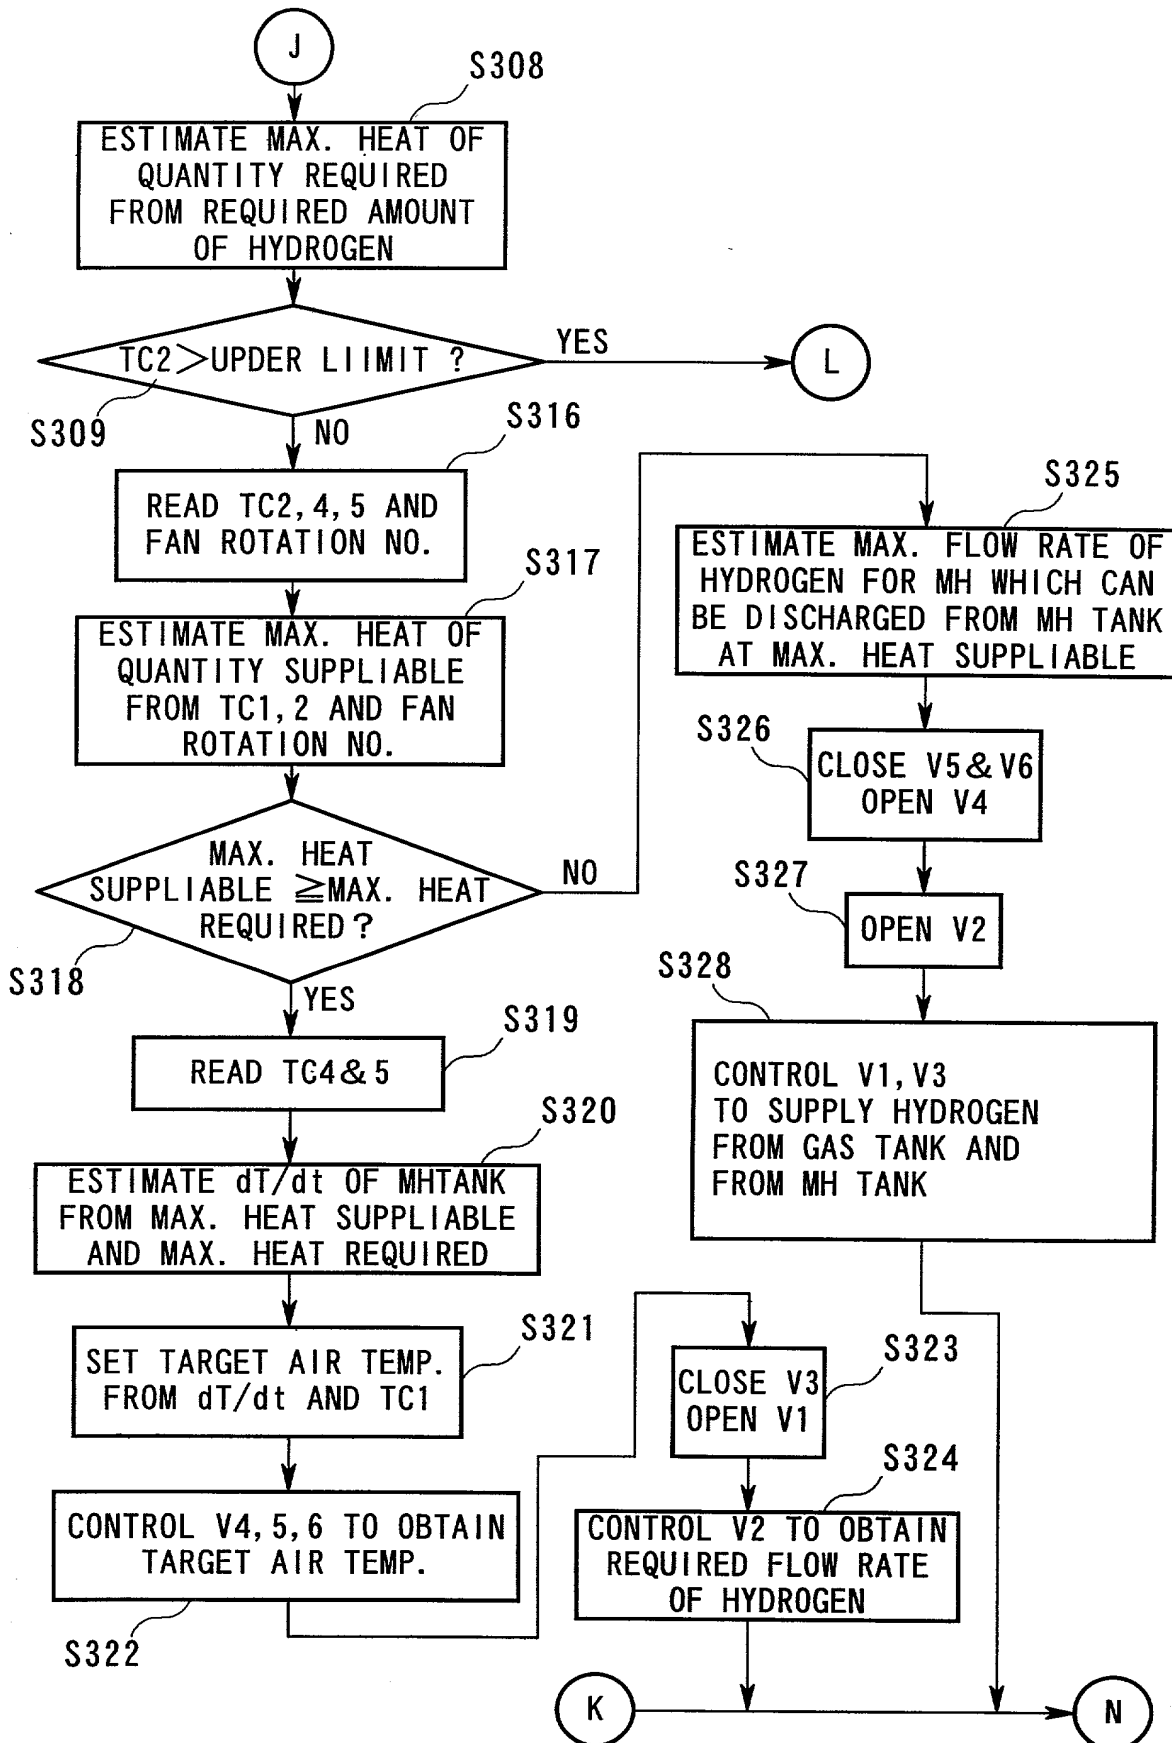 J
S308
ESTIMATE MAX. HEAT OF
QUANTITY REQUIRED
FROM REQUIRED AMOUNT
OF HYDROGEN
TC2>UPDER LIIMIT ?
YES
L
S309
NO
S316
READ TC2,4,5 AND
FAN ROTATION NO.
S317
ESTIMATE MAX. HEAT OF
QUANTITY SUPPLIABLE
FROM TC1,2 AND FAN
ROTATION NO.
MAX. HEAT
SUPPLIABLE ≧MAX. HEAT
REQUIRED?
NO
S318
YES
S319
READ TC4&5
S320
ESTIMATE dT/dt OF MHTANK
FROM MAX. HEAT SUPPLIABLE
AND MAX. HEAT REQUIRED
S321
SET TARGET AIR TEMP.
FROM dT/dt AND TC1
CONTROL V4,5,6 TO OBTAIN
TARGET AIR TEMP.
S322
S323
CLOSE V3
OPEN V1
S324
CONTROL V2 TO OBTAIN
REQUIRED FLOW RATE
OF HYDROGEN
S325
ESTIMATE MAX. FLOW RATE OF
HYDROGEN FOR MH WHICH CAN
BE DISCHARGED FROM MH TANK
AT MAX. HEAT SUPPLIABLE
S326
CLOSE V5&V6
OPEN V4
S327
OPEN V2
S328
CONTROL V1,V3
TO SUPPLY HYDROGEN
FROM GAS TANK AND
FROM MH TANK
K
N